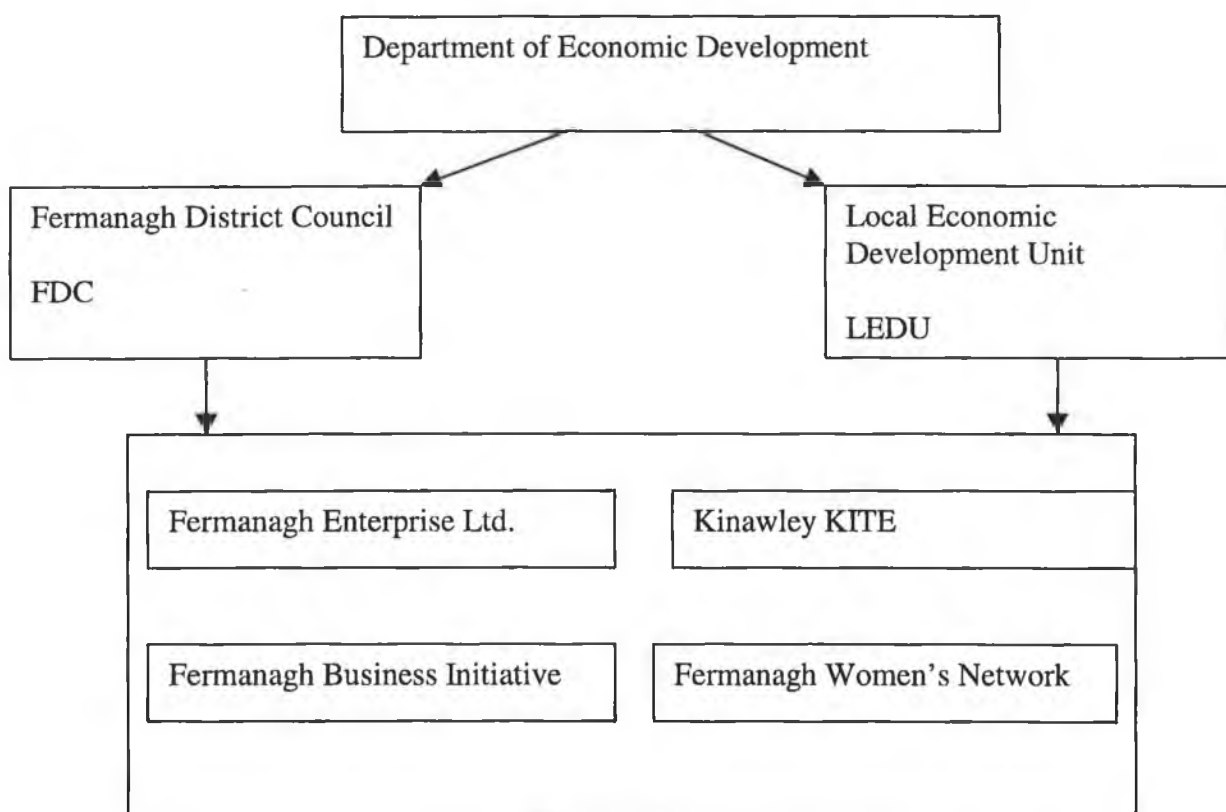 Department of Economic Development
Fermanagh District Council
FDC
Local Economic
Development Unit
LEDU
Fermanagh Enterprise Ltd.
Kinawley KITE
Fermanagh Business Initiative
Fermanagh Women's Network